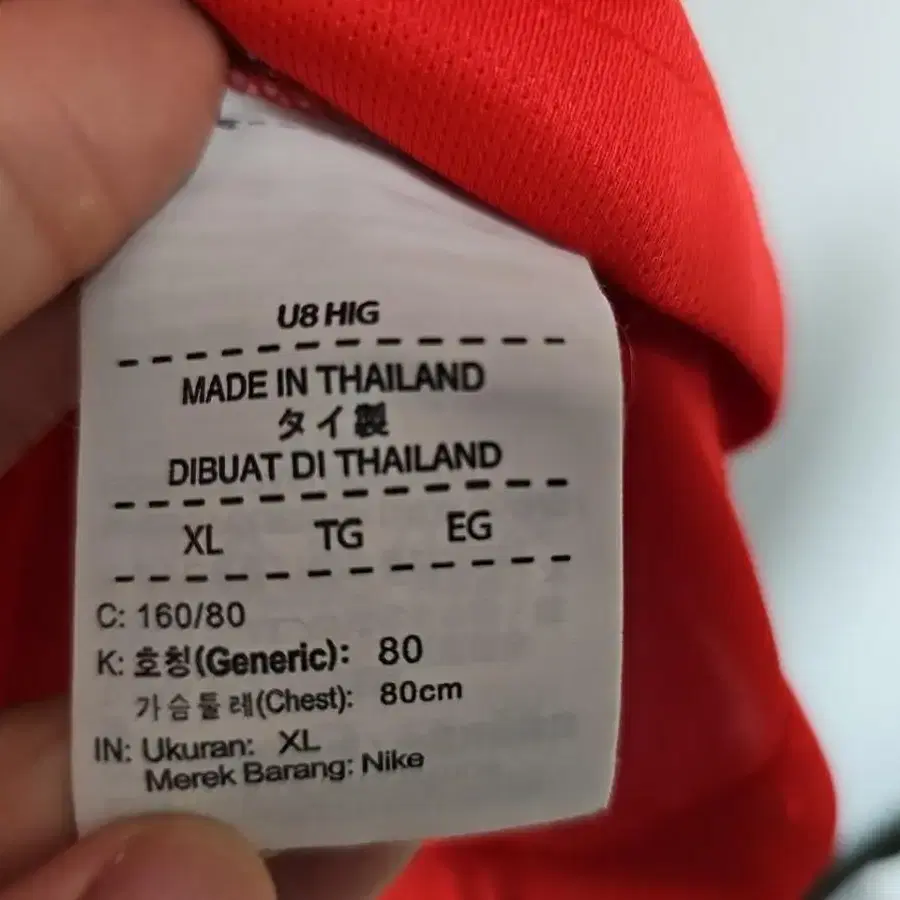 U8 HIG
MADE IN THAILAND
タイ製
DIBUAT DI THAILAND
XL TG EG
C: 160/80
K: 호칭(Generic): 80
가슴둘레(Chest): 80cm
IN: Ukuran: XL
Merek Barang: Nike